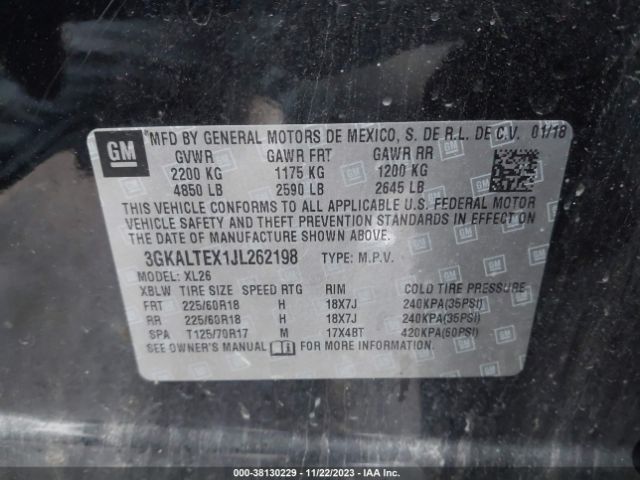 GM
MFD BY GENERAL MOTORS DE MEXICO, S. DE R.L. DE C.V. 01/18
GVWR GAWR FRT GAWR RR
2200 KG 1175 KG 1200 KG
4850 LB 2590 LB 2645 LB
THIS VEHICLE CONFORMS TO ALL APPLICABLE U.S. FEDERAL MOTOR
VEHICLE SAFETY AND THEFT PREVENTION STANDARDS IN EFFECT ON
THE DATE OF MANUFACTURE SHOWN ABOVE.
3GKALTEX1JL262198 TYPE: M.P.V.
MODEL: XL26
XBLW TIRE SIZE SPEED RTG RIM COLD TIRE PRESSURE
FRT 225/60R18 H 18X7J 240KPA(35PSI)
RR 225/60R18 H 18X7J 240KPA(35PSI)
SPA T125/70R17 M 17X4BT 420KPA(60PSI)
SEE OWNER'S MANUAL FOR MORE INFORMATION.
000-38130229 - 11/22/2023 - IAA Inc.